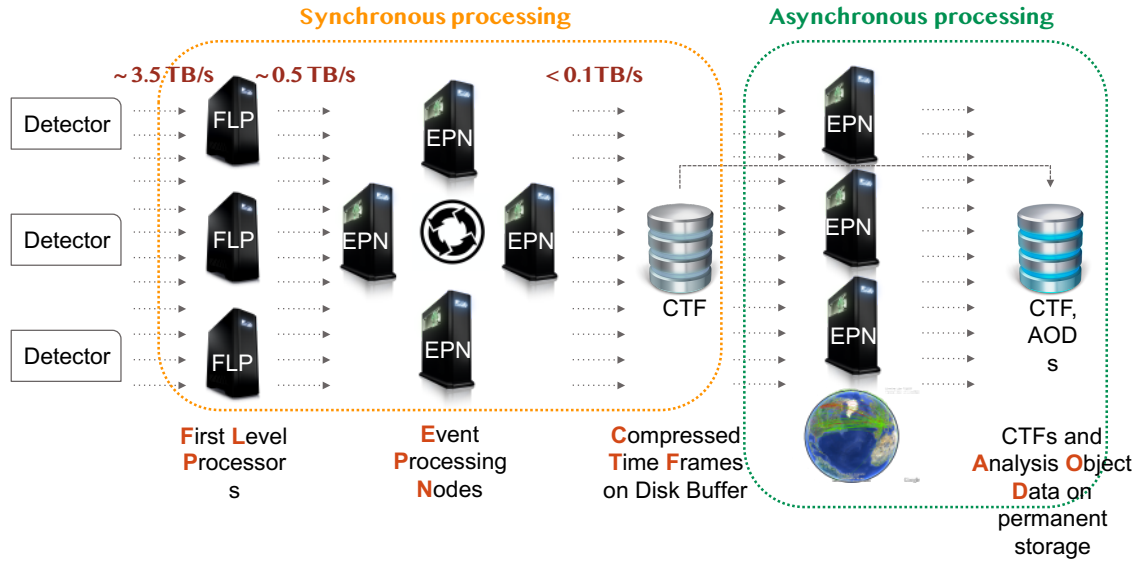 Synchronous processing
Asynchronous processing
~3.5 TB/s
~0.5 TB/s
<0.1TB/s
Detector
FLP
EPN
EPN
Detector
FLP
EPN
EPN
EPN
CTF
CTF,
AOD
s
Detector
FLP
EPN
EPN
First Level
Processor
s
Event
Processing
Nodes
Compressed
Time Frames
on Disk Buffer
Google
CTFs and
Analysis Object
Data on
permanent
storage